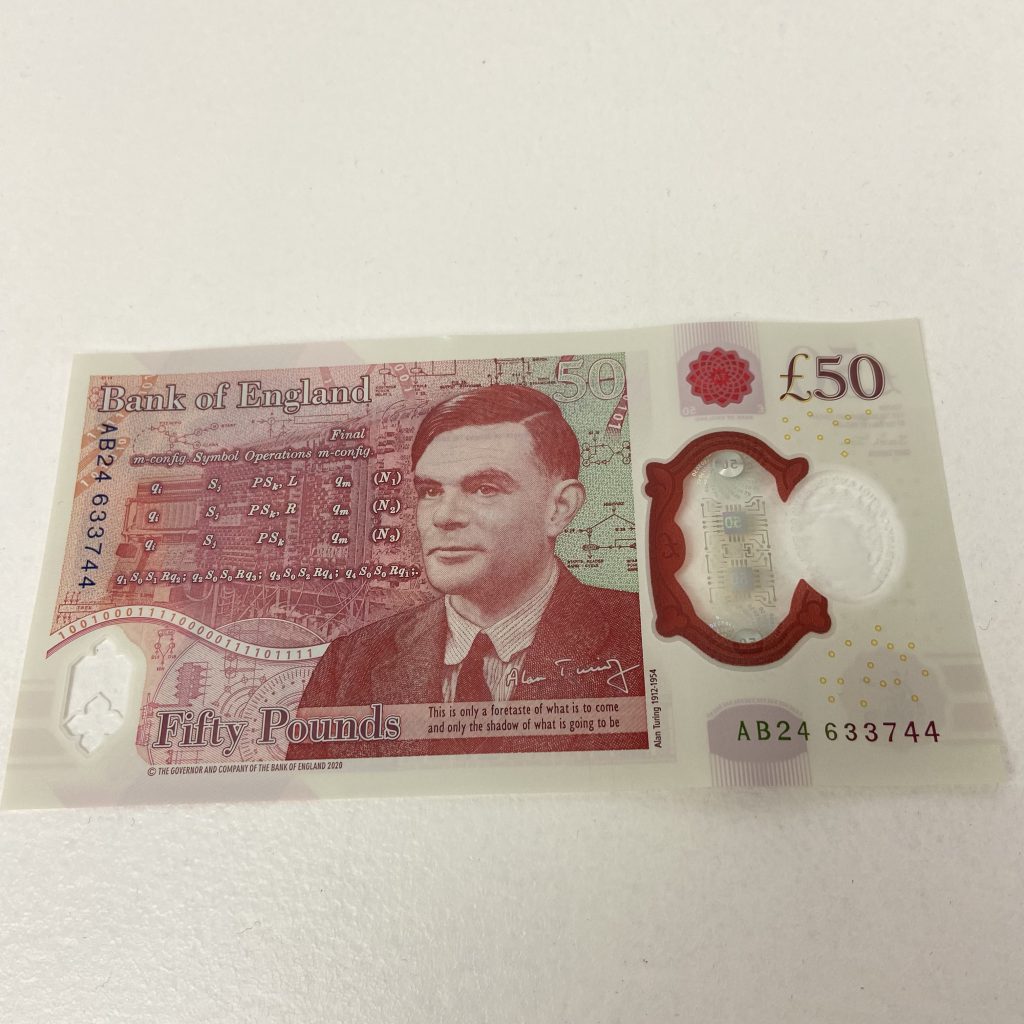 Bank of England
50
£50
AB24 633744
Final
m-config Symbol Operations m-config
qi Sj PSk, L qm (N1)
qi Sj PSk, R qm (N2)
qi Sj PSk qm (N3)
q1 S0 S1 Rq2; q2 S0 S0 Rq3; q3 S0 S2 Rq4; q4 S0 S0 Rq1;.
Alan Turing
Fifty Pounds
This is only a foretaste of what is to come
and only the shadow of what is going to be
Alan Turing 1912-1954
AB24 633744
© THE GOVERNOR AND COMPANY OF THE BANK OF ENGLAND 2020